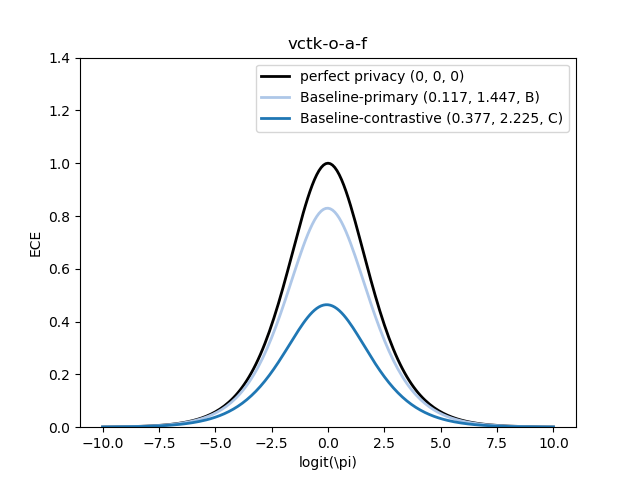 vctk-o-a-f
perfect privacy (0, 0, 0)
Baseline-primary (0.117, 1.447, B)
Baseline-contrastive (0.377, 2.225, C)
ECE
1.4
1.2
1.0
0.8
0.6
0.4
0.2
0.0
−10.0 −7.5 −5.0 −2.5 0.0 2.5 5.0 7.5 10.0
logit(\pi)